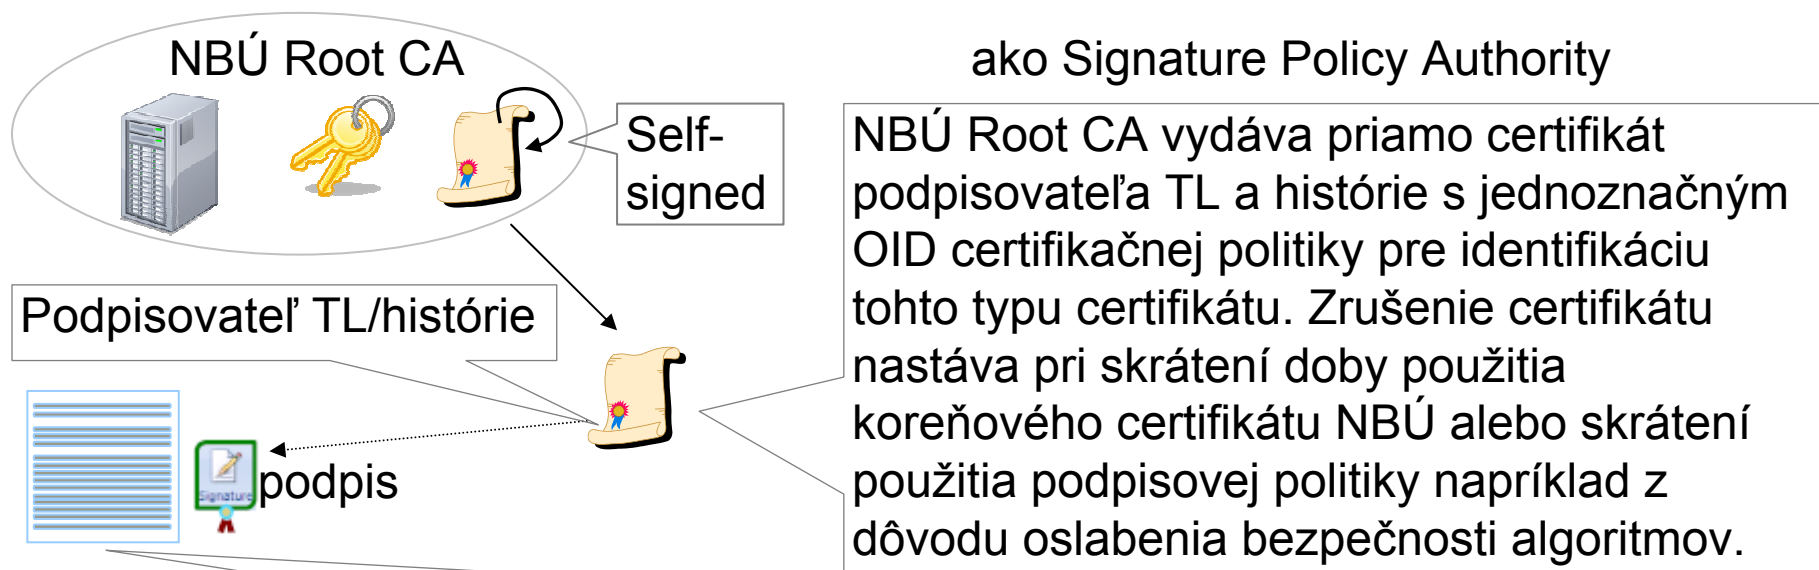 NBÚ Root CA
ako Signature Policy Authority
Self-
signed
NBÚ Root CA vydáva priamo certifikát
podpisovateľa TL a histórie s jednoznačným
OID certifikačnej politiky pre identifikáciu
tohto typu certifikátu. Zrušenie certifikátu
nastáva pri skrátení doby použitia
koreňového certifikátu NBÚ alebo skrátení
použitia podpisovej politiky napríklad z
dôvodu oslabenia bezpečnosti algoritmov.
Podpisovateľ TL/histórie
Signature
podpis